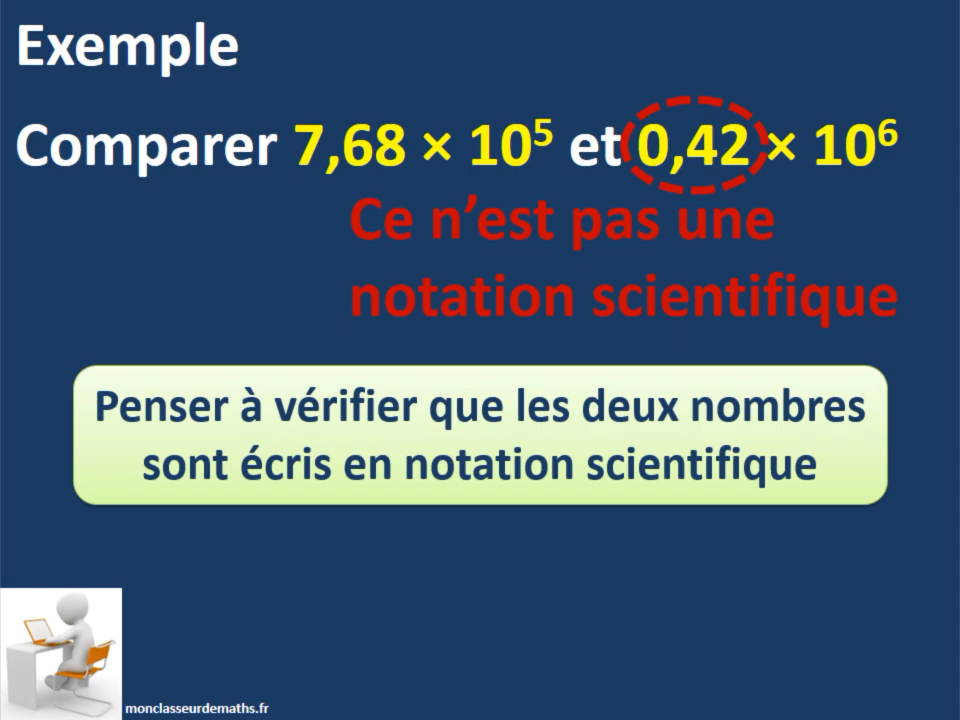 Exemple
Comparer 7,68 × 10⁵ et 0,42 × 10⁶
Ce n’est pas une
notation scientifique
Penser à vérifier que les deux nombres
sont écris en notation scientifique
monclasseurdemaths.fr